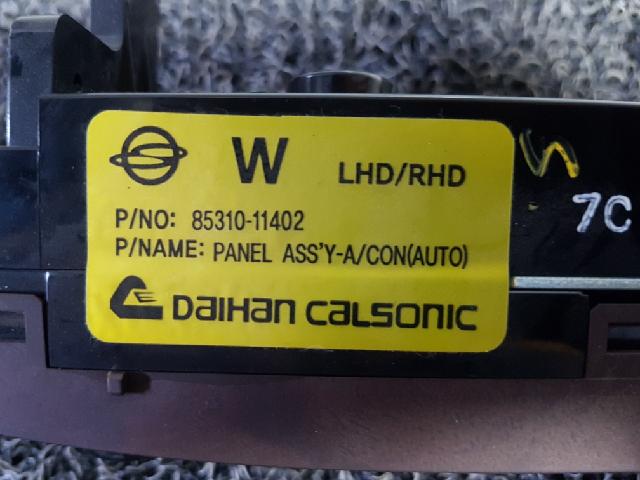 W LHD/RHD
P/NO: 85310-11402
P/NAME: PANEL ASS'Y-A/CON(AUTO)
DAIHAN CALSONIC
7C